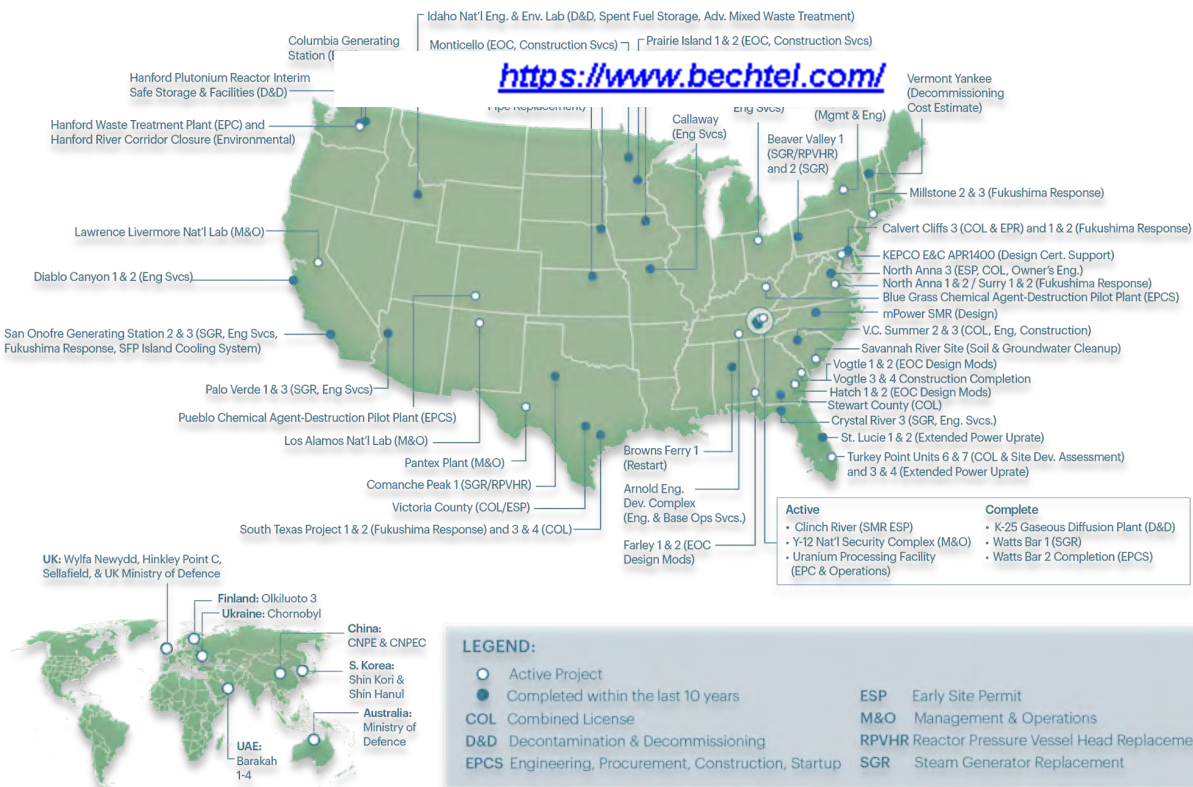 Idaho Nat'l Eng. & Env. Lab (D&D, Spent Fuel Storage, Adv. Mixed Waste Treatment)
Columbia Generating
Station
Monticello (EOC, Construction Svcs)
Prairie Island 1 & 2 (EOC, Construction Svcs)
https://www.bechtel.com/
Hanford Plutonium Reactor Interim
Safe Storage & Facilities (D&D)
Hanford Waste Treatment Plant (EPC) and
Hanford River Corridor Closure (Environmental)
Pipe Replacement)
Callaway
(Eng Svcs)
Eng Svcs)
(Mgmt & Eng)
Vermont Yankee
(Decommissioning
Cost Estimate)
Beaver Valley 1
(SGR/RPVHR)
and 2 (SGR)
Millstone 2 & 3 (Fukushima Response)
Calvert Cliffs 3 (COL & EPR) and 1 & 2 (Fukushima Response)
KEPCO E&C APR1400 (Design Cert. Support)
North Anna 3 (ESP, COL, Owner's Eng.)
North Anna 1 & 2 / Surry 1 & 2 (Fukushima Response)
Blue Grass Chemical Agent-Destruction Pilot Plant (EPCS)
mPower SMR (Design)
V.C. Summer 2 & 3 (COL, Eng, Construction)
Savannah River Site (Soil & Groundwater Cleanup)
Vogtle 1 & 2 (EOC Design Mods)
Vogtle 3 & 4 Construction Completion
Hatch 1 & 2 (EOC Design Mods)
Stewart County (COL)
Crystal River 3 (SGR, Eng. Svcs.)
St. Lucie 1 & 2 (Extended Power Uprate)
Turkey Point Units 6 & 7 (COL & Site Dev. Assessment)
and 3 & 4 (Extended Power Uprate)
Lawrence Livermore Nat'l Lab (M&O)
Diablo Canyon 1 & 2 (Eng Svcs)
San Onofre Generating Station 2 & 3 (SGR, Eng Svcs,
Fukushima Response, SFP Island Cooling System)
Palo Verde 1 & 3 (SGR, Eng Svcs)
Pueblo Chemical Agent-Destruction Pilot Plant (EPCS)
Los Alamos Nat'l Lab (M&O)
Pantex Plant (M&O)
Comanche Peak 1 (SGR/RPVHR)
Victoria County (COL/ESP)
South Texas Project 1 & 2 (Fukushima Response) and 3 & 4 (COL)
Browns Ferry 1
(Restart)
Arnold Eng.
Dev. Complex
(Eng. & Base Ops Svcs.)
Farley 1 & 2 (EOC
Design Mods)
Active
• Clinch River (SMR ESP)
• Y-12 Nat'l Security Complex (M&O)
• Uranium Processing Facility
(EPC & Operations)
Complete
• K-25 Gaseous Diffusion Plant (D&D)
• Watts Bar 1 (SGR)
• Watts Bar 2 Completion (EPCS)
UK: Wylfa Newydd, Hinkley Point C,
Sellafield, & UK Ministry of Defence
Finland: Olkiluoto 3
Ukraine: Chornobyl
China:
CNPE & CNPEC
S. Korea:
Shin Kori &
Shin Hanul
Australia:
Ministry of
Defence
UAE:
Barakah
1-4
LEGEND:
Active Project
Completed within the last 10 years
COL Combined License
D&D Decontamination & Decommissioning
EPCS Engineering, Procurement, Construction, Startup
ESP Early Site Permit
M&O Management & Operations
RPVHR Reactor Pressure Vessel Head Replaceme
SGR Steam Generator Replacement